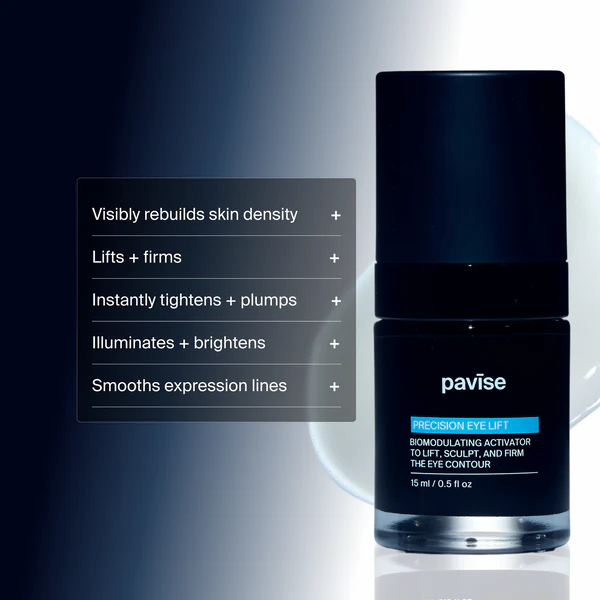 Visibly rebuilds skin density +
Lifts + firms +
Instantly tightens + plumps +
Illuminates + brightens +
Smooths expression lines +
pavīse
PRECISION EYE LIFT
BIOMODULATING ACTIVATOR
TO LIFT, SCULPT, AND FIRM
THE EYE CONTOUR
15 ml / 0.5 fl oz